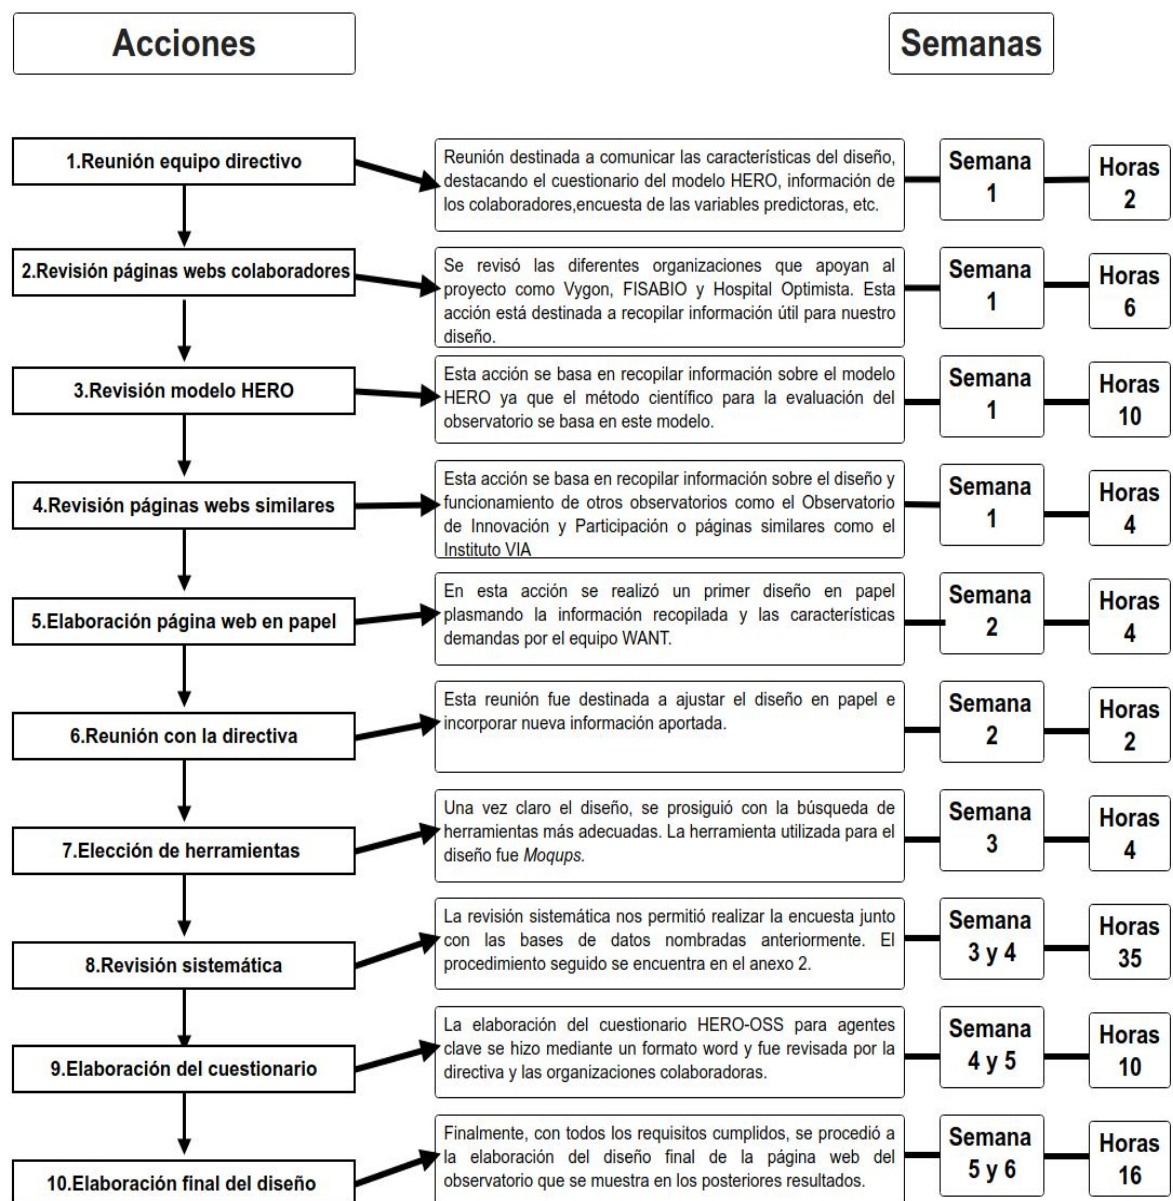 Acciones
Semanas
1.Reunión equipo directivo
Reunión destinada a comunicar las características del diseño,
destacando el cuestionario del modelo HERO, información de
los colaboradores,encuesta de las variables predictoras, etc.
Semana
1
Horas
2
2.Revisión páginas webs colaboradores
Se revisó las diferentes organizaciones que apoyan al
proyecto como Vygon, FISABIO y Hospital Optimista. Esta
acción está destinada a recopilar información útil para nuestro
diseño.
Semana
1
Horas
6
3.Revisión modelo HERO
Esta acción se basa en recopilar información sobre el modelo
HERO ya que el método científico para la evaluación del
observatorio se basa en este modelo.
Semana
1
Horas
10
4.Revisión páginas webs similares
Esta acción se basa en recopilar información sobre el diseño y
funcionamiento de otros observatorios como el Observatorio
de Innovación y Participación o páginas similares como el
Instituto VIA
Semana
1
Horas
4
5.Elaboración página web en papel
En esta acción se realizó un primer diseño en papel
plasmando la información recopilada y las características
demandas por el equipo WANT.
Semana
2
Horas
4
6.Reunión con la directiva
Esta reunión fue destinada a ajustar el diseño en papel e
incorporar nueva información aportada.
Semana
2
Horas
2
7.Elección de herramientas
Una vez claro el diseño, se prosiguió con la búsqueda de
herramientas más adecuadas. La herramienta utilizada para el
diseño fue Moqups.
Semana
3
Horas
4
8.Revisión sistemática
La revisión sistemática nos permitió realizar la encuesta junto
con las bases de datos nombradas anteriormente. El
procedimiento seguido se encuentra en el anexo 2.
Semana
3 y 4
Horas
35
9.Elaboración del cuestionario
La elaboración del cuestionario HERO-OSS para agentes
clave se hizo mediante un formato word y fue revisada por la
directiva y las organizaciones colaboradoras.
Semana
4 y 5
Horas
10
10.Elaboración final del diseño
Finalmente, con todos los requisitos cumplidos, se procedió a
la elaboración del diseño final de la página web del
observatorio que se muestra en los posteriores resultados.
Semana
5 y 6
Horas
16